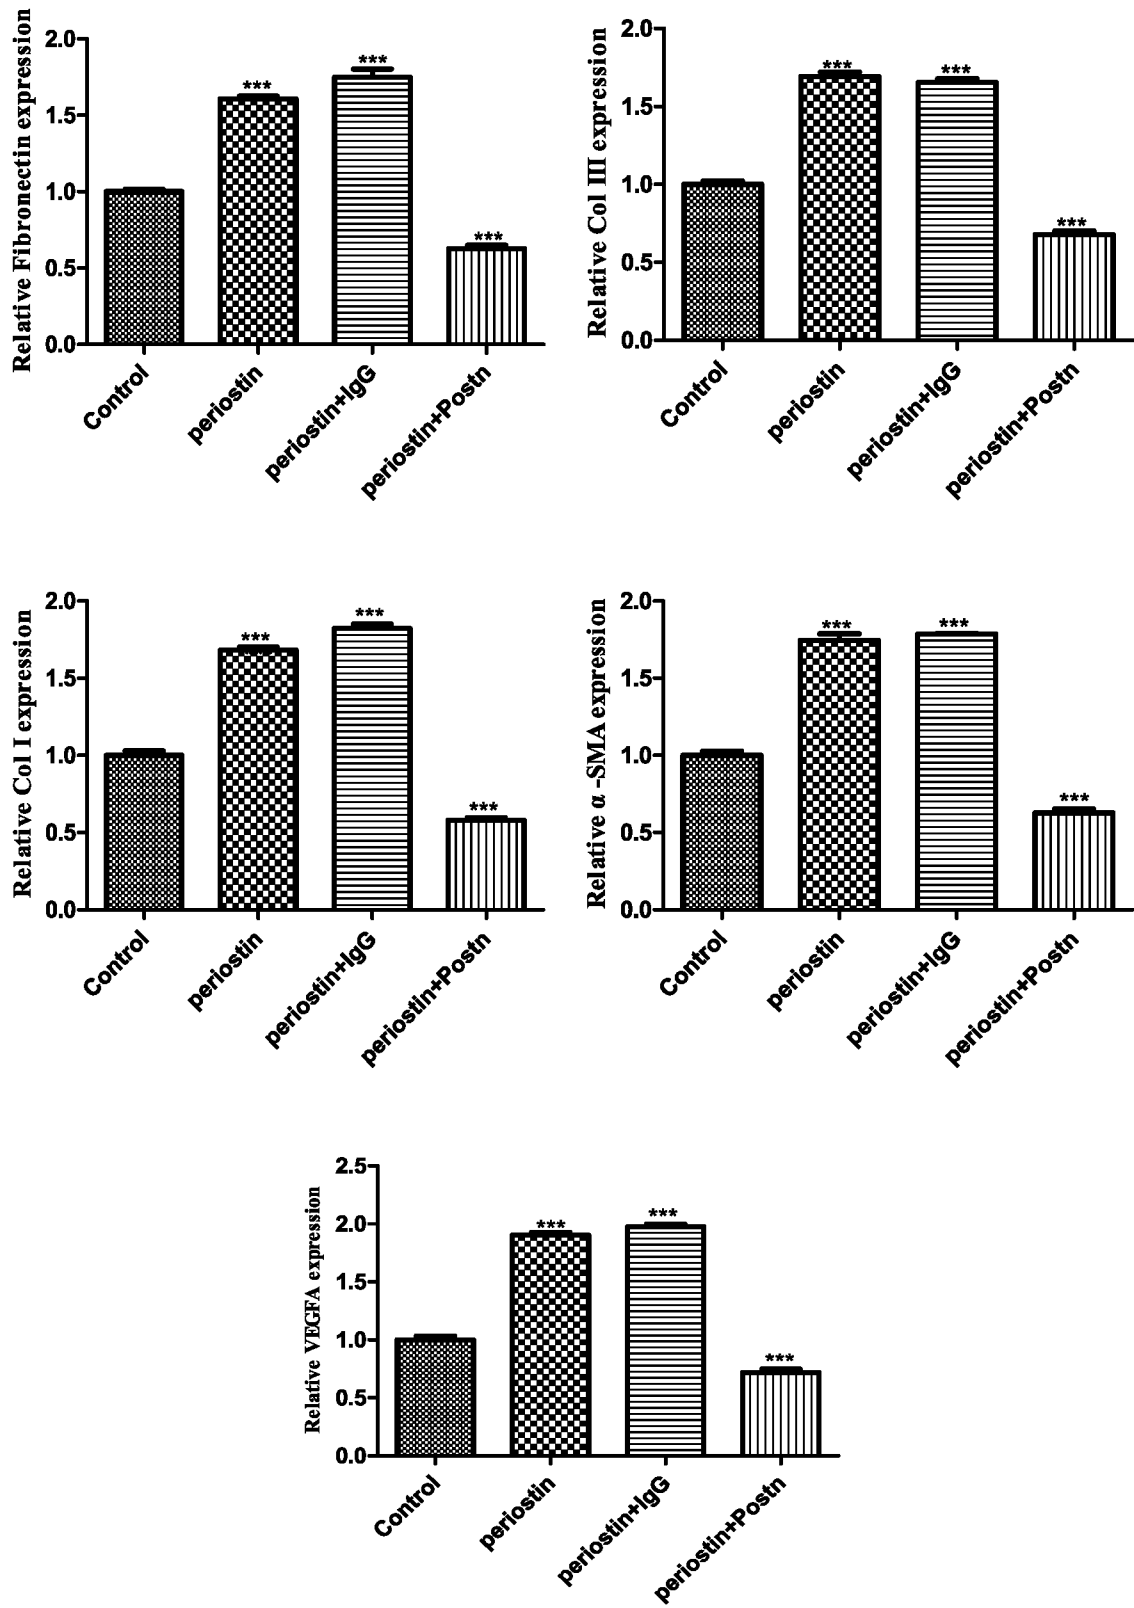 Relative Fibronectin expression
2.0
1.5
1.0
0.5
0.0
***
***
***
Control
periostin
periostin+IgG
periostin+Postn
Relative Col III expression
2.0
1.5
1.0
0.5
0.0
***
***
***
Control
periostin
periostin+IgG
periostin+Postn
Relative Col I expression
2.0
1.5
1.0
0.5
0.0
***
***
***
Control
periostin
periostin+IgG
periostin+Postn
Relative α -SMA expression
2.0
1.5
1.0
0.5
0.0
***
***
***
Control
periostin
periostin+IgG
periostin+Postn
Relative VEGFA expression
2.5
2.0
1.5
1.0
0.5
0.0
***
***
***
Control
periostin
periostin+IgG
periostin+Postn